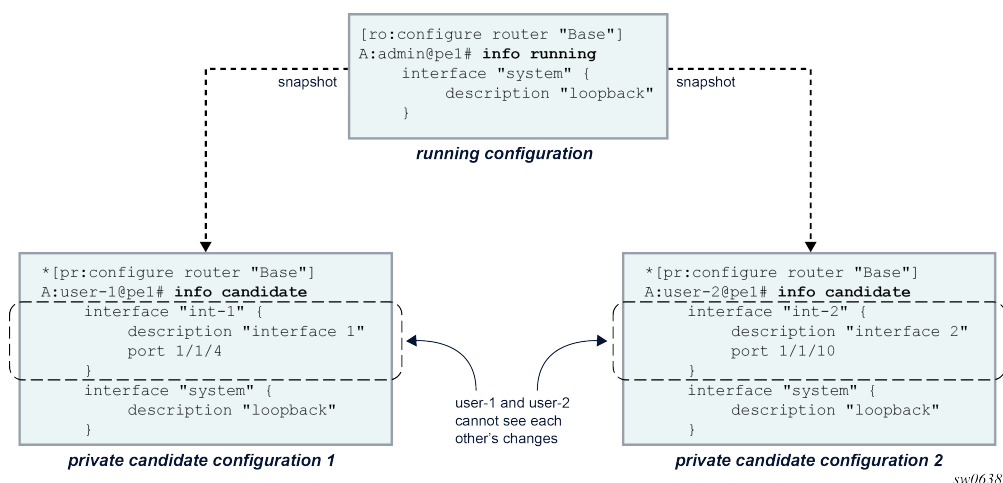 [ro:configure router "Base"]
A:admin@pe1# info running
interface "system" {
description "loopback"
}
snapshot
snapshot
running configuration
*[pr:configure router "Base"]
A:user-1@pe1# info candidate
interface "int-1" {
description "interface 1"
port 1/1/4
}
interface "system" {
description "loopback"
}
private candidate configuration 1
user-1 and user-2
cannot see each
other's changes
*[pr:configure router "Base"]
A:user-2@pe1# info candidate
interface "int-2" {
description "interface 2"
port 1/1/10
}
interface "system" {
description "loopback"
}
private candidate configuration 2
sw0638